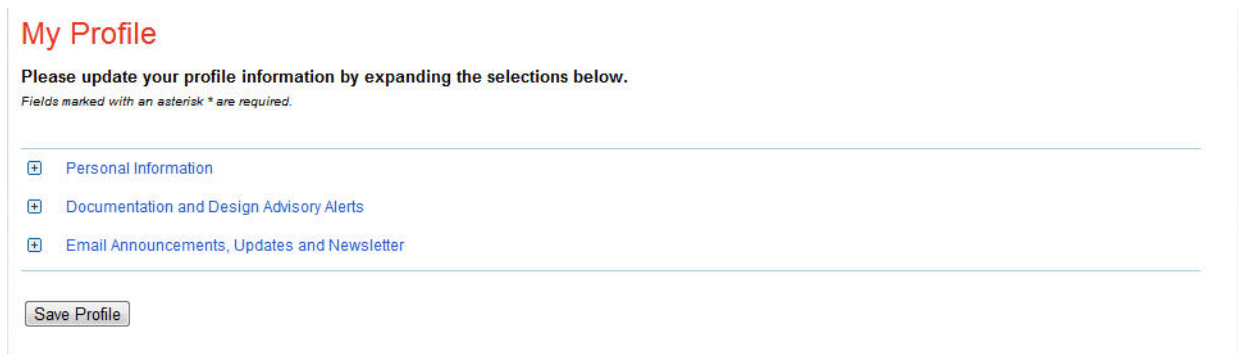 My Profile
Please update your profile information by expanding the selections below.
Fields marked with an asterisk * are required.
Personal Information
Documentation and Design Advisory Alerts
Email Announcements, Updates and Newsletter
Save Profile